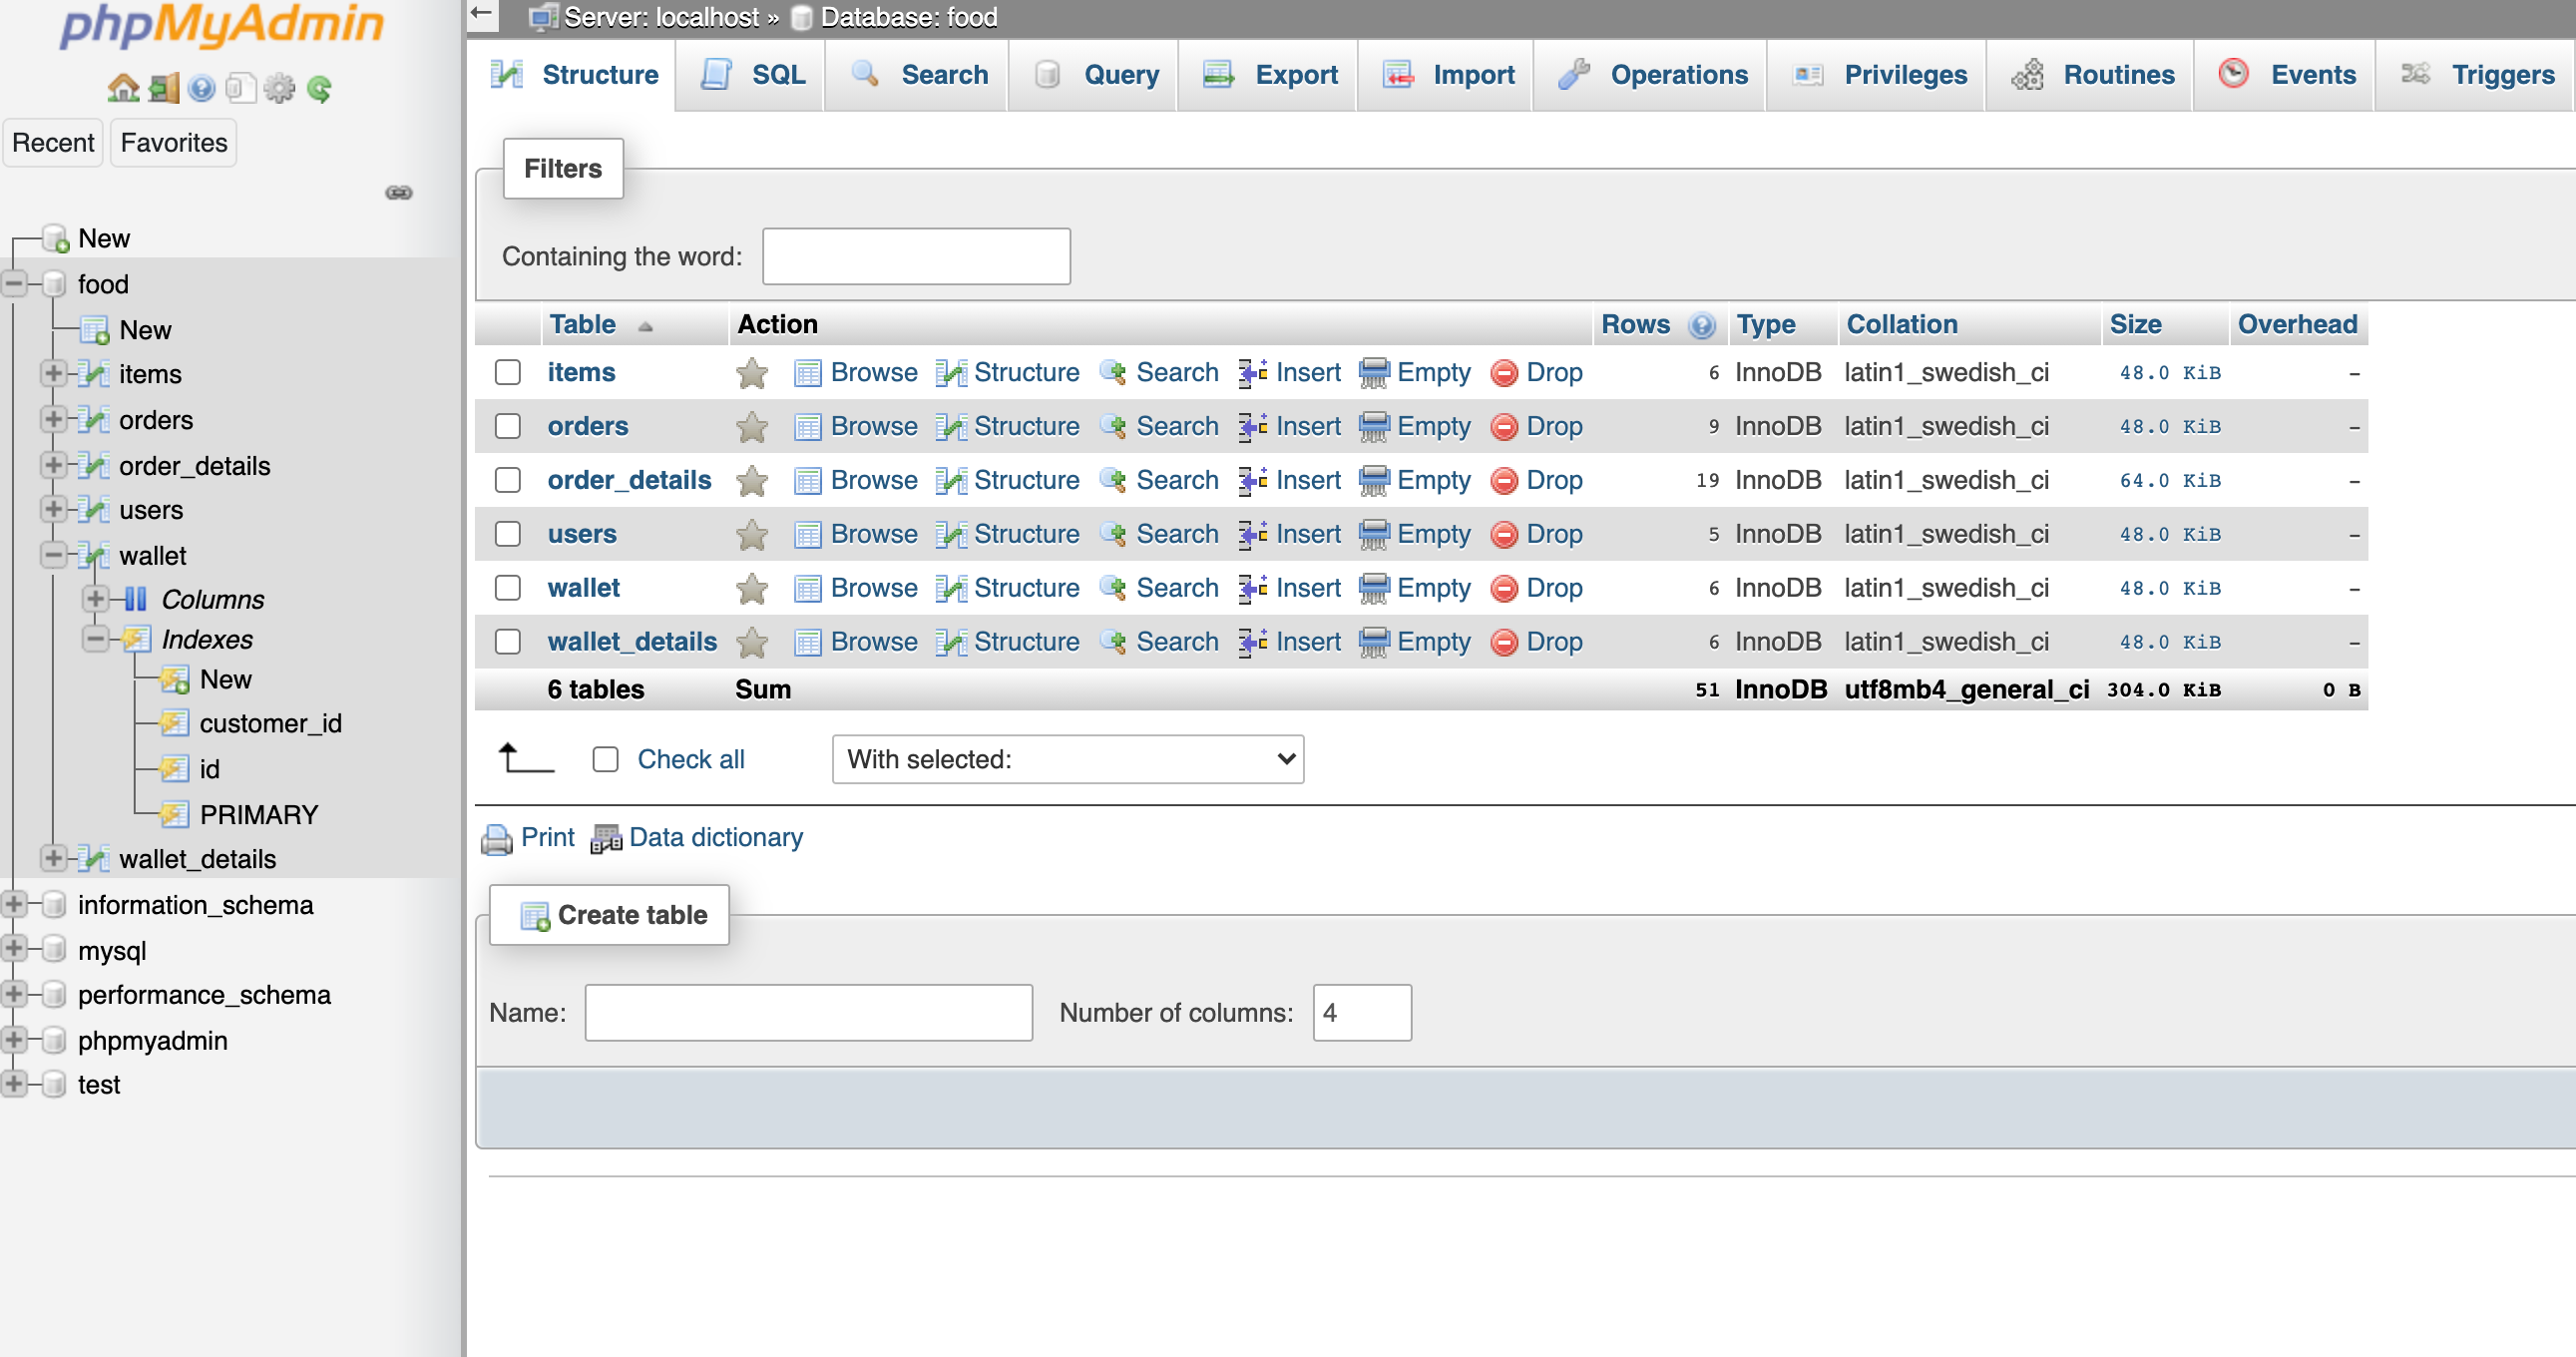 phpMyAdmin
Recent Favorites
New
food
New
items
orders
order_details
users
wallet
Columns
Indexes
New
customer_id
id
PRIMARY
wallet_details
information_schema
mysql
performance_schema
phpmyadmin
test
Server: localhost » Database: food
Structure SQL Search Query Export Import Operations Privileges Routines Events Triggers
Filters
Containing the word:
Table Action Rows Type Collation Size Overhead
items Browse Structure Search Insert Empty Drop 6 InnoDB latin1_swedish_ci 48.0 KiB -
orders Browse Structure Search Insert Empty Drop 9 InnoDB latin1_swedish_ci 48.0 KiB -
order_details Browse Structure Search Insert Empty Drop 19 InnoDB latin1_swedish_ci 64.0 KiB -
users Browse Structure Search Insert Empty Drop 5 InnoDB latin1_swedish_ci 48.0 KiB -
wallet Browse Structure Search Insert Empty Drop 6 InnoDB latin1_swedish_ci 48.0 KiB -
wallet_details Browse Structure Search Insert Empty Drop 6 InnoDB latin1_swedish_ci 48.0 KiB -
6 tables Sum 51 InnoDB utf8mb4_general_ci 304.0 KiB 0 B
Check all With selected:
Print Data dictionary
Create table
Name: Number of columns: 4